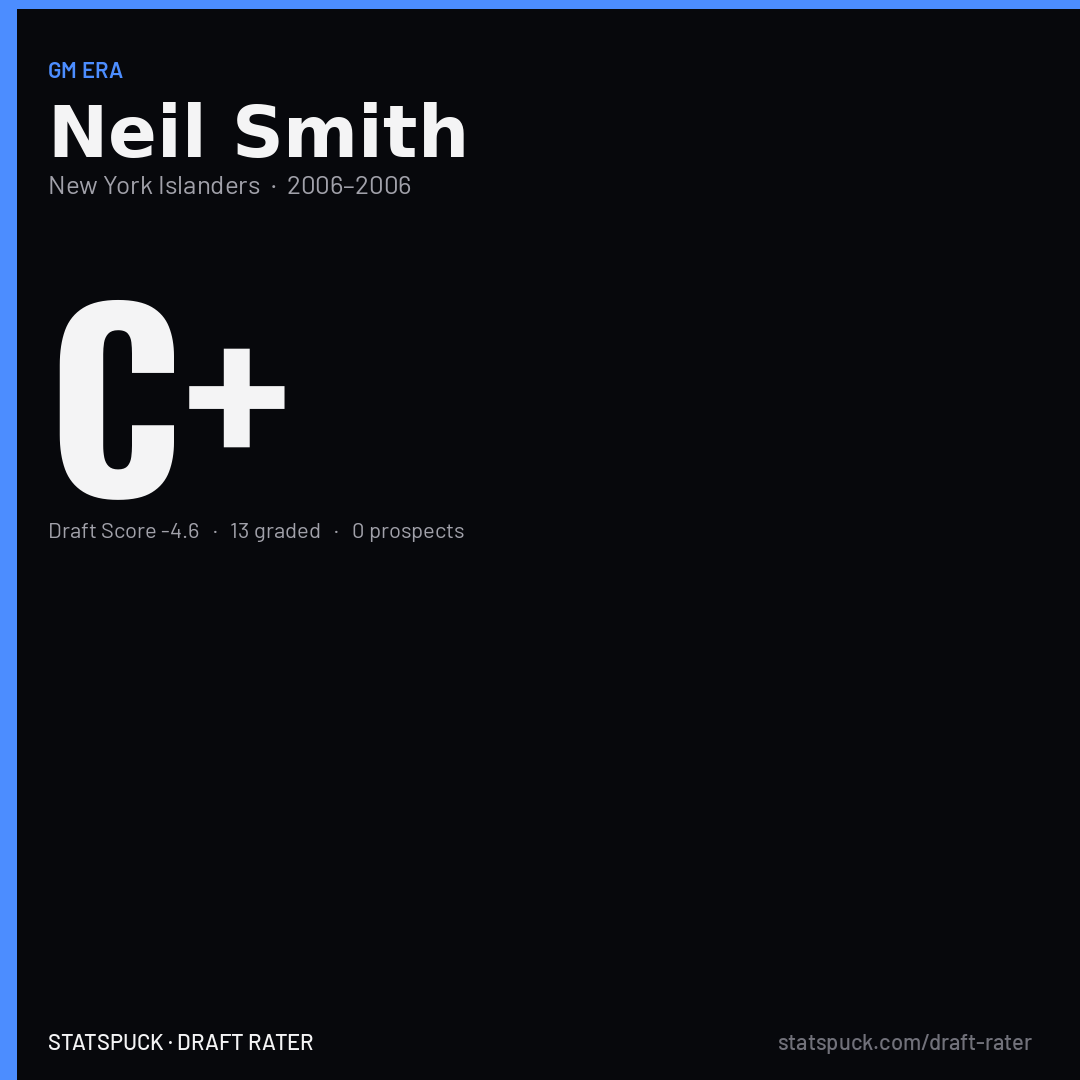 GM ERA
Neil Smith
New York Islanders · 2006–2006
C+
Draft Score -4.6 · 13 graded · 0 prospects
STATSPUCK · DRAFT RATER
statspuck.com/draft-rater